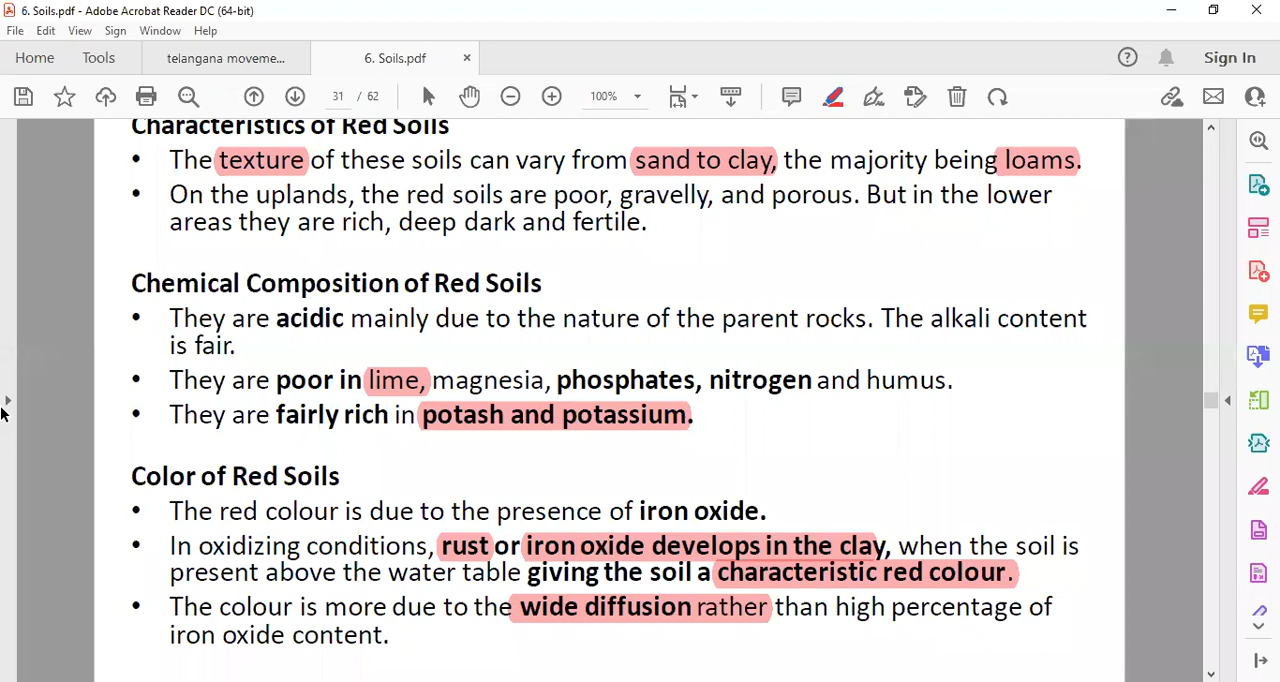 6. Soils.pdf - Adobe Acrobat Reader DC (64-bit)
File Edit View Sign Window Help
Home Tools telangana moveme... 6. Soils.pdf × Sign In
31 / 62 100%
Characteristics of Red Soils
• The texture of these soils can vary from sand to clay, the majority being loams.
• On the uplands, the red soils are poor, gravelly, and porous. But in the lower
areas they are rich, deep dark and fertile.
Chemical Composition of Red Soils
• They are acidic mainly due to the nature of the parent rocks. The alkali content
is fair.
• They are poor in lime, magnesia, phosphates, nitrogen and humus.
• They are fairly rich in potash and potassium.
Color of Red Soils
• The red colour is due to the presence of iron oxide.
• In oxidizing conditions, rust or iron oxide develops in the clay, when the soil is
present above the water table giving the soil a characteristic red colour.
• The colour is more due to the wide diffusion rather than high percentage of
iron oxide content.